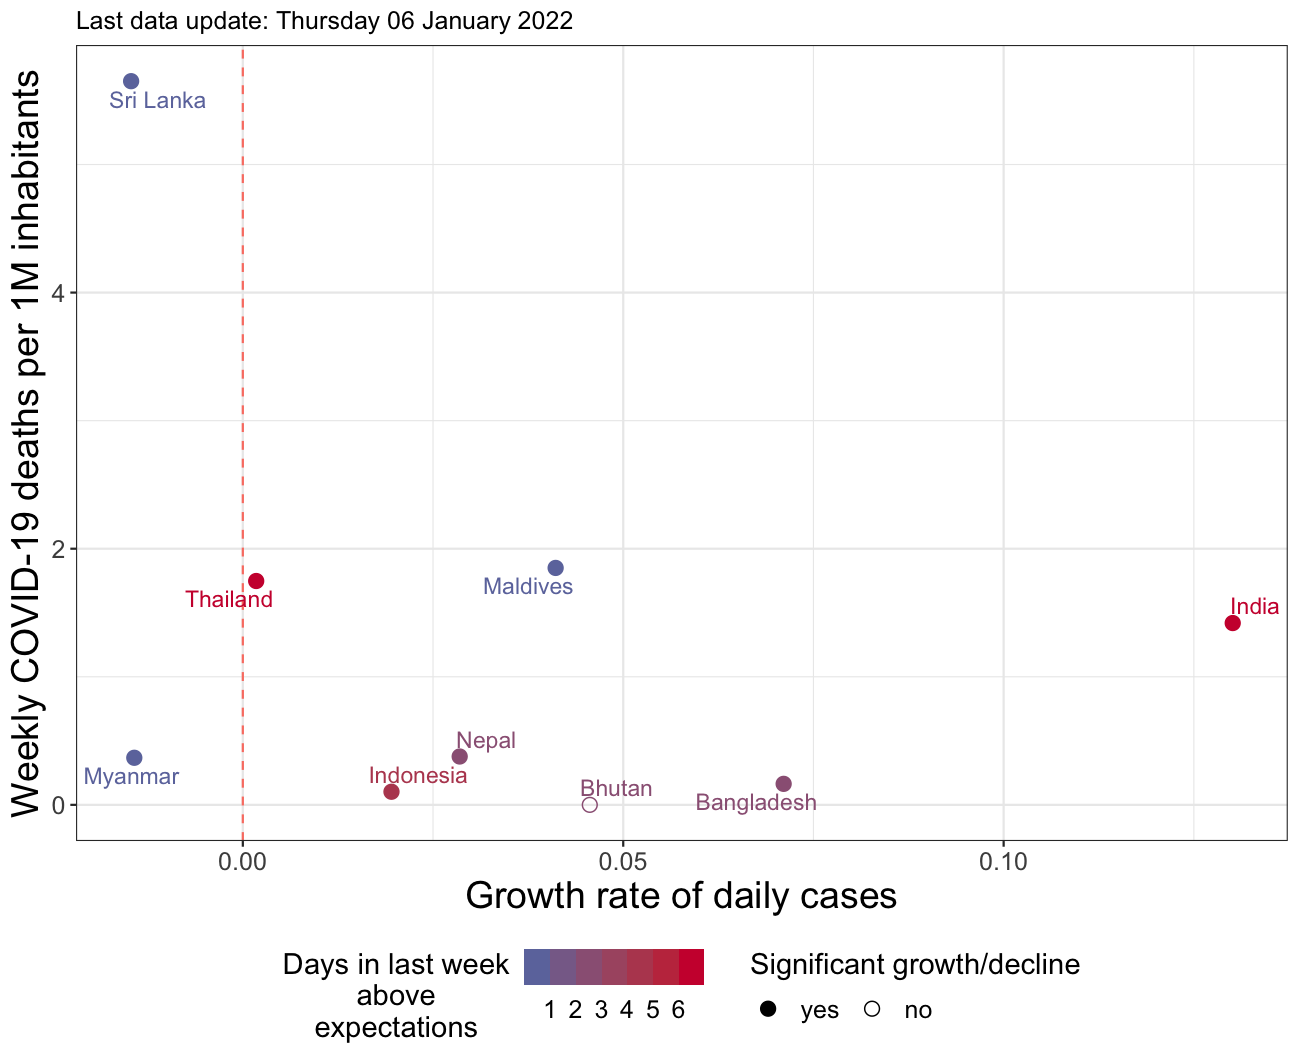 Last data update: Thursday 06 January 2022
Weekly COVID-19 deaths per 1M inhabitants
4
2
0
Sri Lanka
Thailand
Maldives
India
Nepal
Myanmar
Indonesia
Bhutan
Bangladesh
0.00
0.05
0.10
Growth rate of daily cases
Days in last week
above
expectations
1 2 3 4 5 6
Significant growth/decline
yes
no